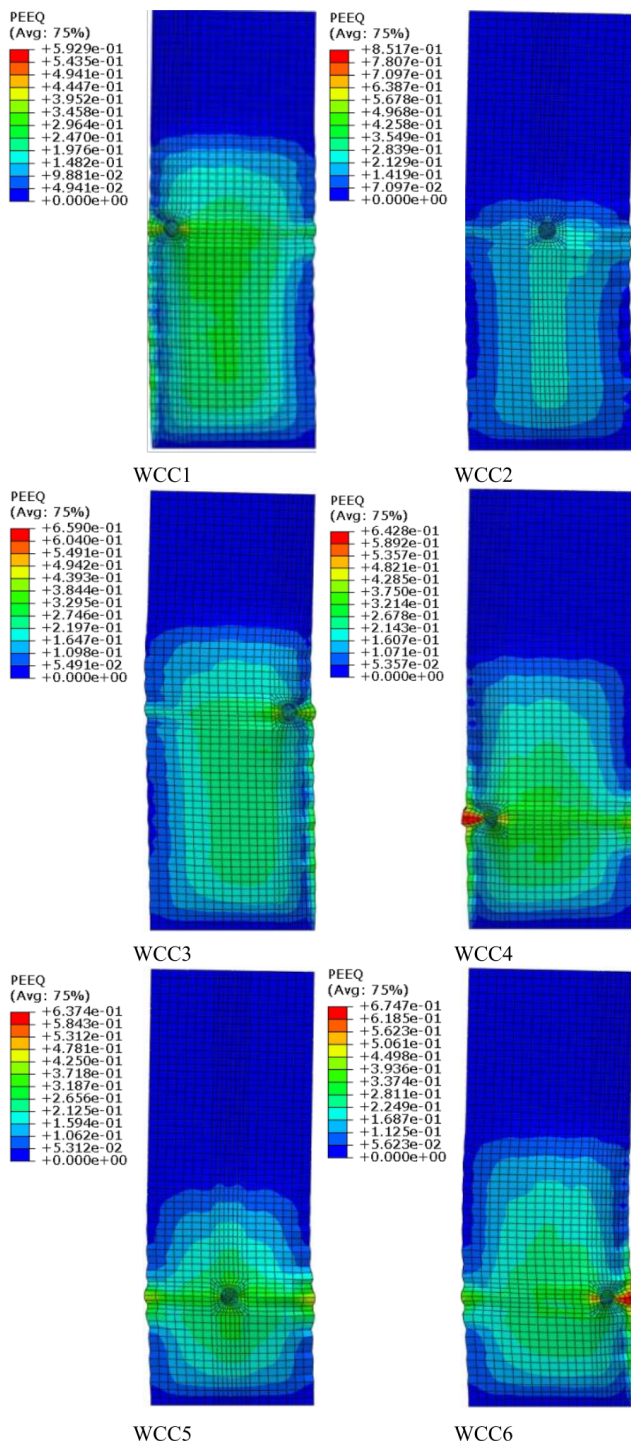 PEEQ
(Avg: 75%)
+5.929e-01
+5.435e-01
+4.941e-01
+4.447e-01
+3.952e-01
+3.458e-01
+2.964e-01
+2.470e-01
+1.976e-01
+1.482e-01
+9.881e-02
+4.941e-02
+0.000e+00
PEEQ
(Avg: 75%)
+8.517e-01
+7.807e-01
+7.097e-01
+6.387e-01
+5.678e-01
+4.968e-01
+4.258e-01
+3.549e-01
+2.839e-01
+2.129e-01
+1.419e-01
+7.097e-02
+0.000e+00
WCC1
WCC2
PEEQ
(Avg: 75%)
+6.590e-01
+6.040e-01
+5.491e-01
+4.942e-01
+4.393e-01
+3.844e-01
+3.295e-01
+2.746e-01
+2.197e-01
+1.647e-01
+1.098e-01
+5.491e-02
+0.000e+00
PEEQ
(Avg: 75%)
+6.428e-01
+5.892e-01
+5.357e-01
+4.821e-01
+4.285e-01
+3.750e-01
+3.214e-01
+2.678e-01
+2.143e-01
+1.607e-01
+1.071e-01
+5.357e-02
+0.000e+00
WCC3
WCC4
PEEQ
(Avg: 75%)
+6.374e-01
+5.843e-01
+5.312e-01
+4.781e-01
+4.250e-01
+3.718e-01
+3.187e-01
+2.656e-01
+2.125e-01
+1.594e-01
+1.062e-01
+5.312e-02
+0.000e+00
PEEQ
(Avg: 75%)
+6.747e-01
+6.185e-01
+5.623e-01
+5.061e-01
+4.498e-01
+3.936e-01
+3.374e-01
+2.811e-01
+2.249e-01
+1.687e-01
+1.125e-01
+5.623e-02
+0.000e+00
WCC5
WCC6